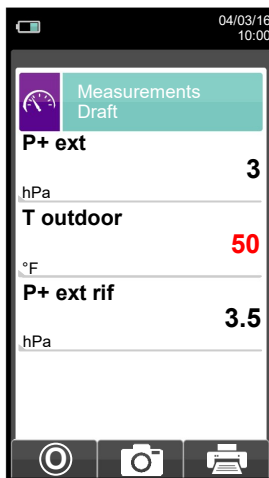 04/03/16
10:00
Measurements
Draft
P+ ext
3
hPa
T outdoor
50
°F
P+ ext rif
3.5
hPa